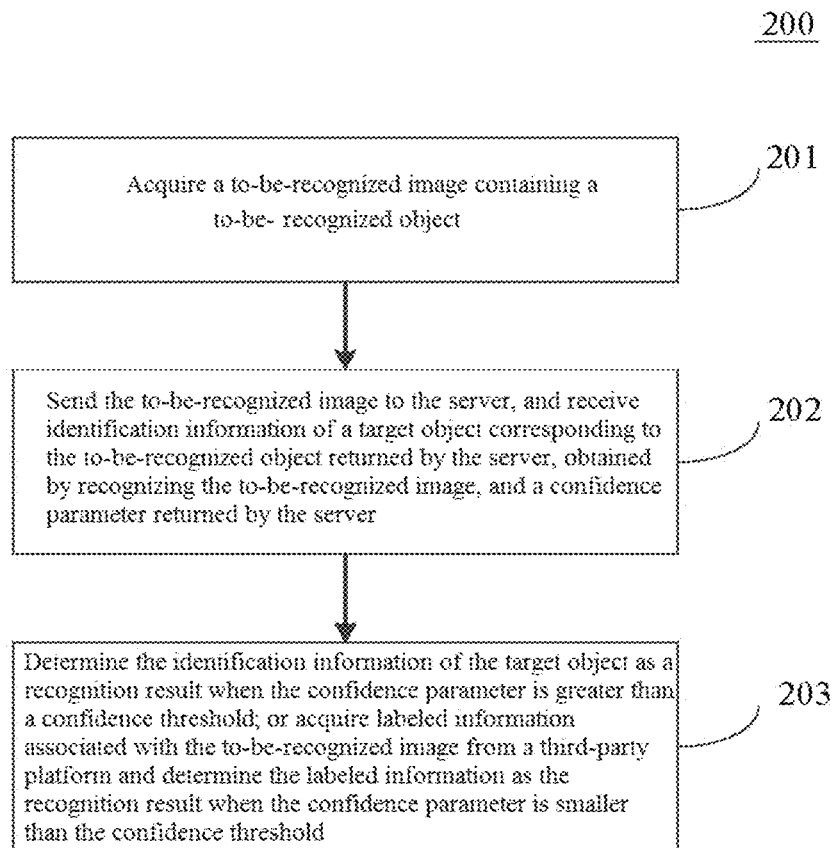 200
201
Acquire a to-be-recognized image containing a
to-be- recognized object
202
Send the to-be-recognized image to the server, and receive
identification information of a target object corresponding to
the to-be-recognized object returned by the server, obtained
by recognizing the to-be-recognized image, and a confidence
parameter returned by the server
203
Determine the identification information of the target object as a
recognition result when the confidence parameter is greater than
a confidence threshold; or acquire labeled information
associated with the to-be-recognized image from a third-party
platform and determine the labeled information as the
recognition result when the confidence parameter is smaller
than the confidence threshold